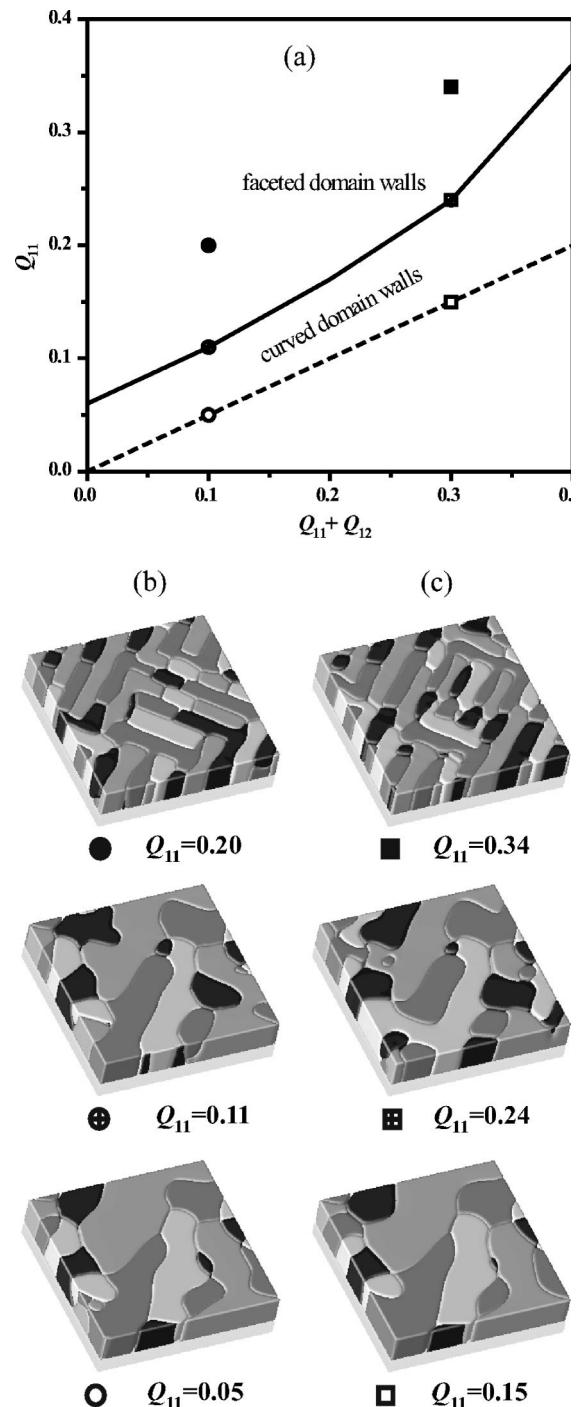 (a)
0.4
0.3
0.2
0.1
0.0
Q11
faceted domain walls
curved domain walls
0.0 0.1 0.2 0.3 0.
Q11+ Q12
(b) (c)
Q11=0.20 Q11=0.34
Q11=0.11 Q11=0.24
Q11=0.05 Q11=0.15